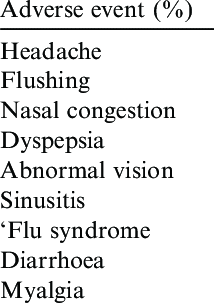 Adverse event (%)
Headache
Flushing
Nasal congestion
Dyspepsia
Abnormal vision
Sinusitis
‘Flu syndrome
Diarrhoea
Myalgia